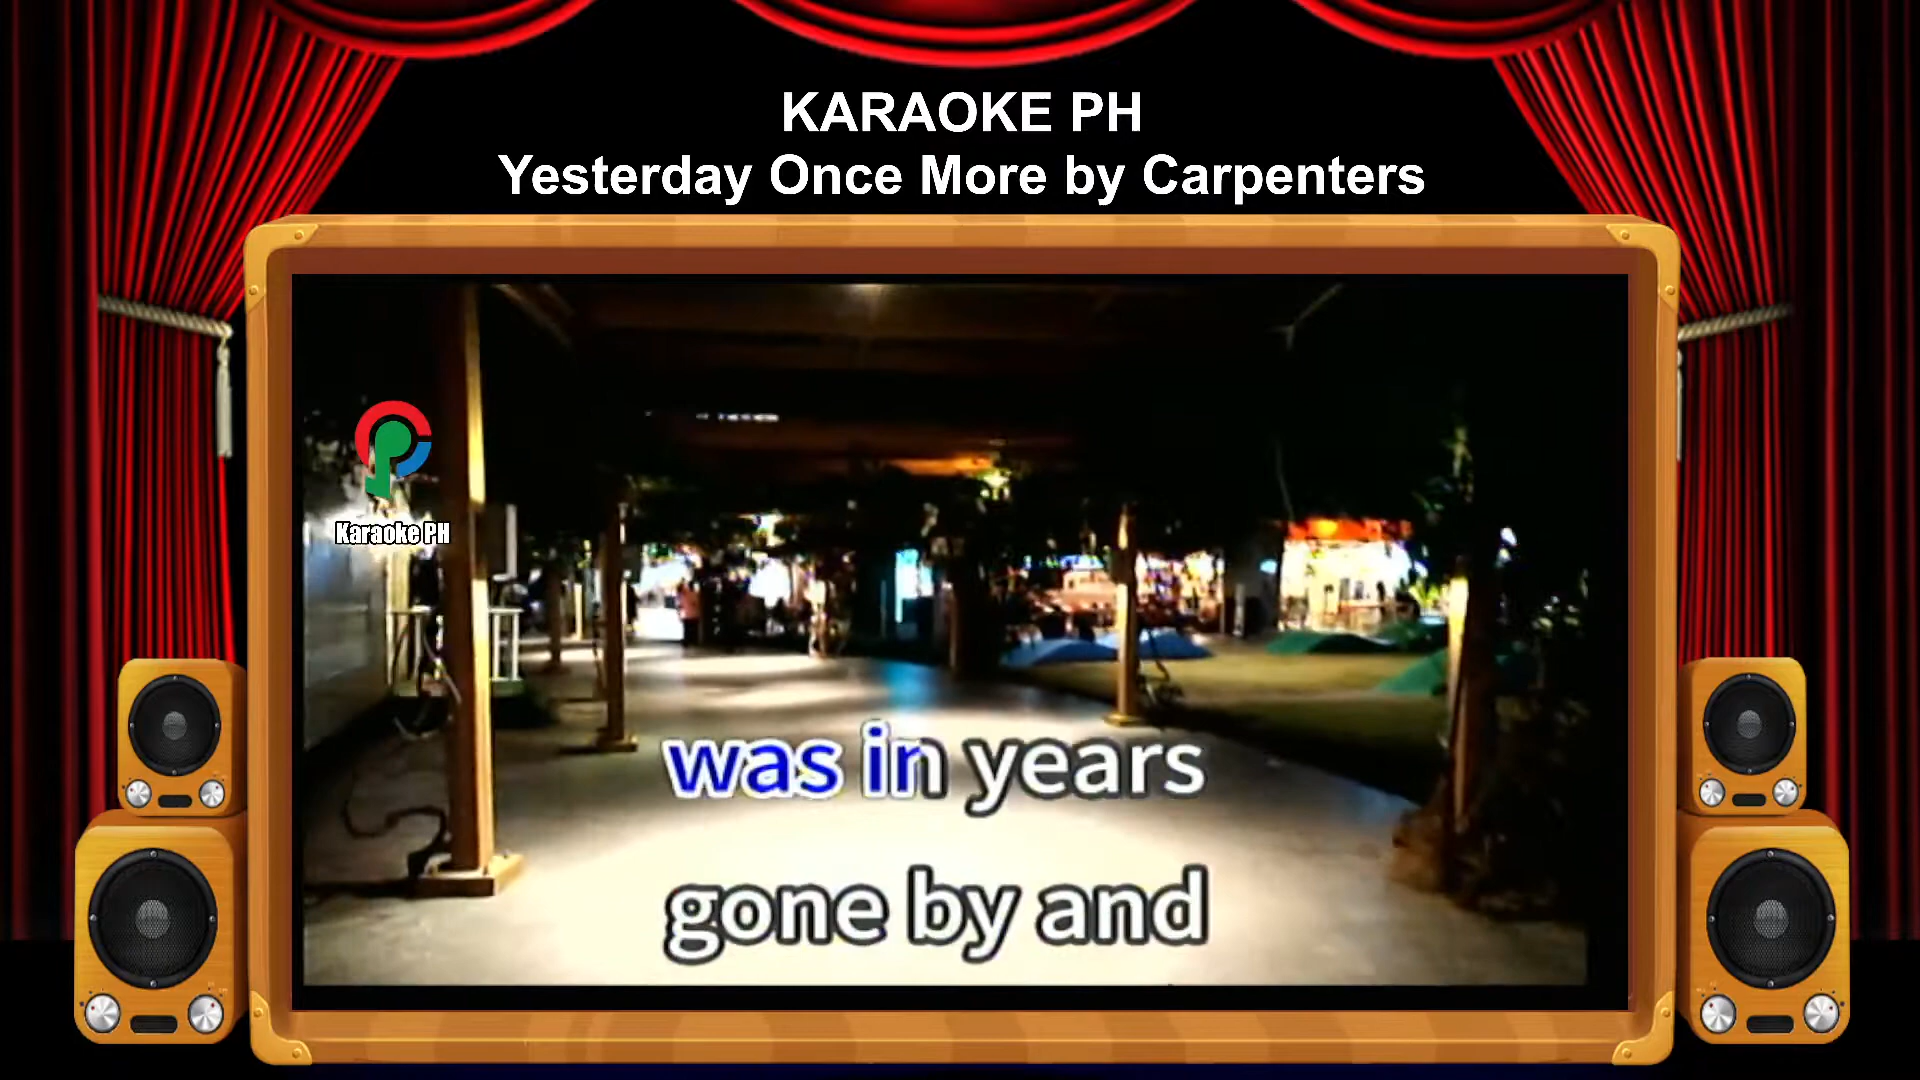 KARAOKE PH
Yesterday Once More by Carpenters
Karaoke PH
was in years
gone by and